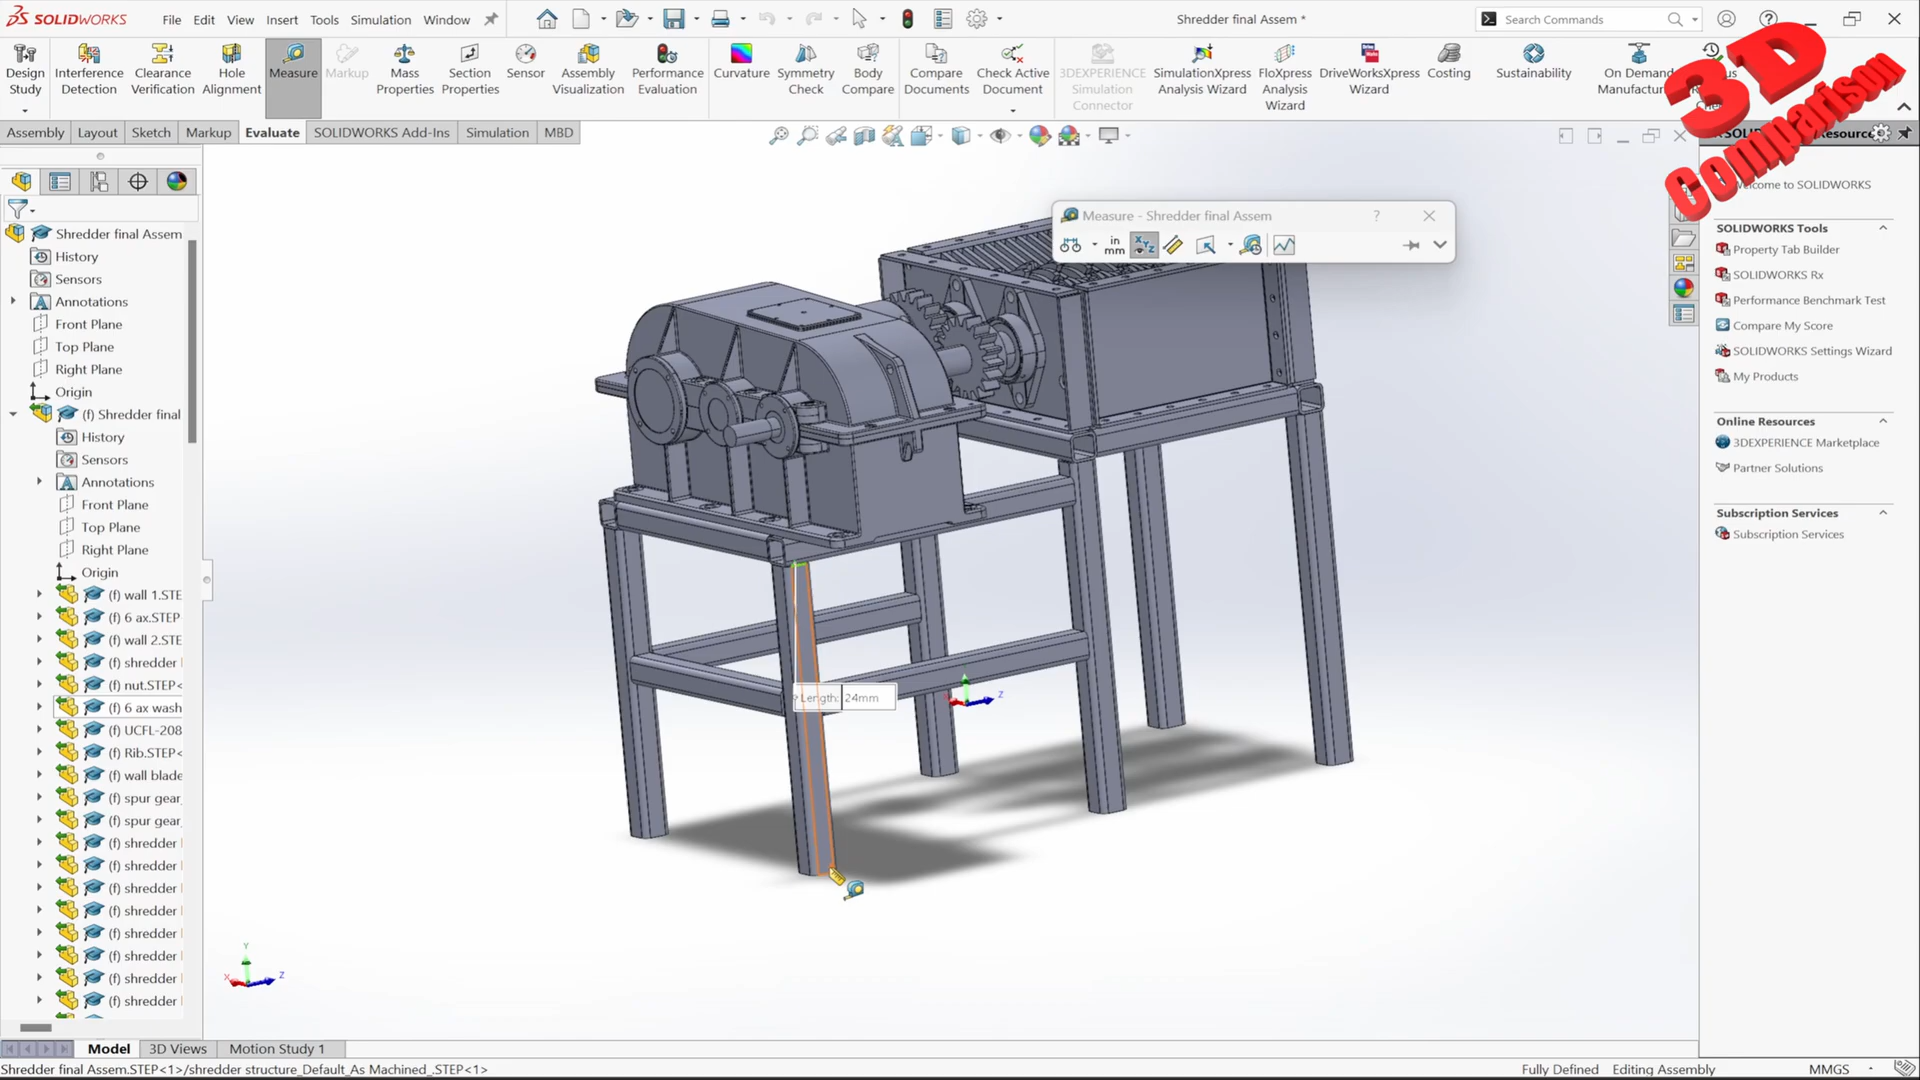 SOLIDWORKS
File Edit View Insert Tools Simulation Window
Shredder final Assem *
Search Commands
Design Study
Interference Detection
Clearance Verification
Hole Alignment
Measure
Markup
Mass Properties
Section Properties
Sensor
Assembly Visualization
Performance Evaluation
Curvature
Symmetry Check
Body Compare
Compare Documents
Check Active Document
3DEXPERIENCE Simulation Connector
SimulationXpress Analysis Wizard
FloXpress Analysis Wizard
DriveWorksXpress Wizard
Costing
Sustainability
On Demand
Manufactu
3D
Comparison
Assembly Layout Sketch Markup Evaluate SOLIDWORKS Add-Ins Simulation MBD
SOLID
Resourc
Shredder final Assem
History
Sensors
Annotations
Front Plane
Top Plane
Right Plane
Origin
(f) Shredder final
History
Sensors
Annotations
Front Plane
Top Plane
Right Plane
Origin
(f) wall 1.STE
(f) 6 ax.STEP
(f) wall 2.STE
(f) shredder
(f) nut.STEP<
(f) 6 ax wash
(f) UCFL-208
(f) Rib.STEP<
(f) wall blade
(f) spur gear_
(f) spur gear_
(f) shredder
(f) shredder
(f) shredder
(f) shredder
(f) shredder
(f) shredder
(f) shredder
(f) shredder
Measure - Shredder final Assem
?
in
mm
Length: 24mm
Z
Y
X Z
elcome to SOLIDWORKS
SOLIDWORKS Tools
Property Tab Builder
SOLIDWORKS Rx
Performance Benchmark Test
Compare My Score
SOLIDWORKS Settings Wizard
My Products
Online Resources
3DEXPERIENCE Marketplace
Partner Solutions
Subscription Services
Subscription Services
Model 3D Views Motion Study 1
Shredder final Assem.STEP<1>/shredder structure_Default_As Machined_.STEP<1>
Fully Defined Editing Assembly MMGS